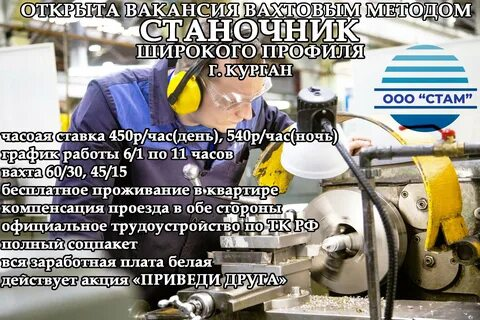 ОТКРЫТА ВАКАНСИЯ ВАХТОВЫМ МЕТОДОМ
СТАНОЧНИК
ШИРОКОГО ПРОФИЛЯ
Г. КУРГАН
ООО "СТАМ"
часоая ставка 450р/час(день), 540р/час(ночь)
график работы 6/1 по 11 часов
вахта 60/30, 45/15
бесплатное проживание в квартире
компенсация проезда в обе стороны
официальное трудоустройство по ТК РФ
полный соцпакет
вся заработная плата белая
действует акция «ПРИВЕДИ ДРУГА»